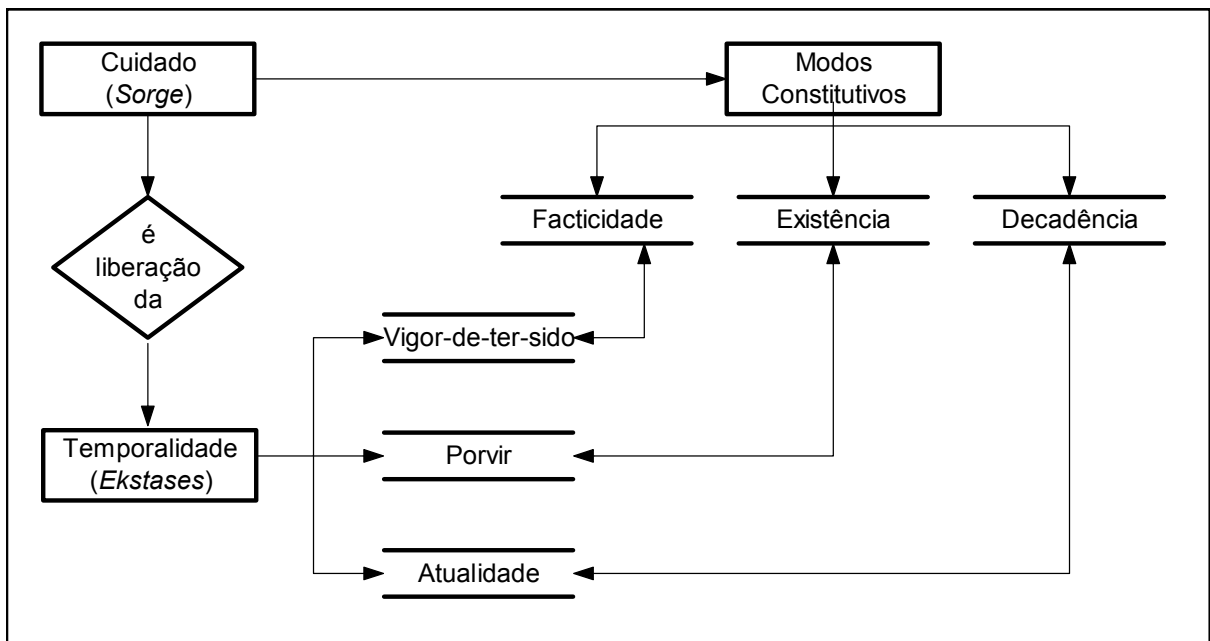 Cuidado
(Sorge)
Modos
Constitutivos
Facticidade
Existência
Decadência
é
liberação
da
Vigor-de-ter-sido
Temporalidade
(Ekstases)
Porvir
Atualidade